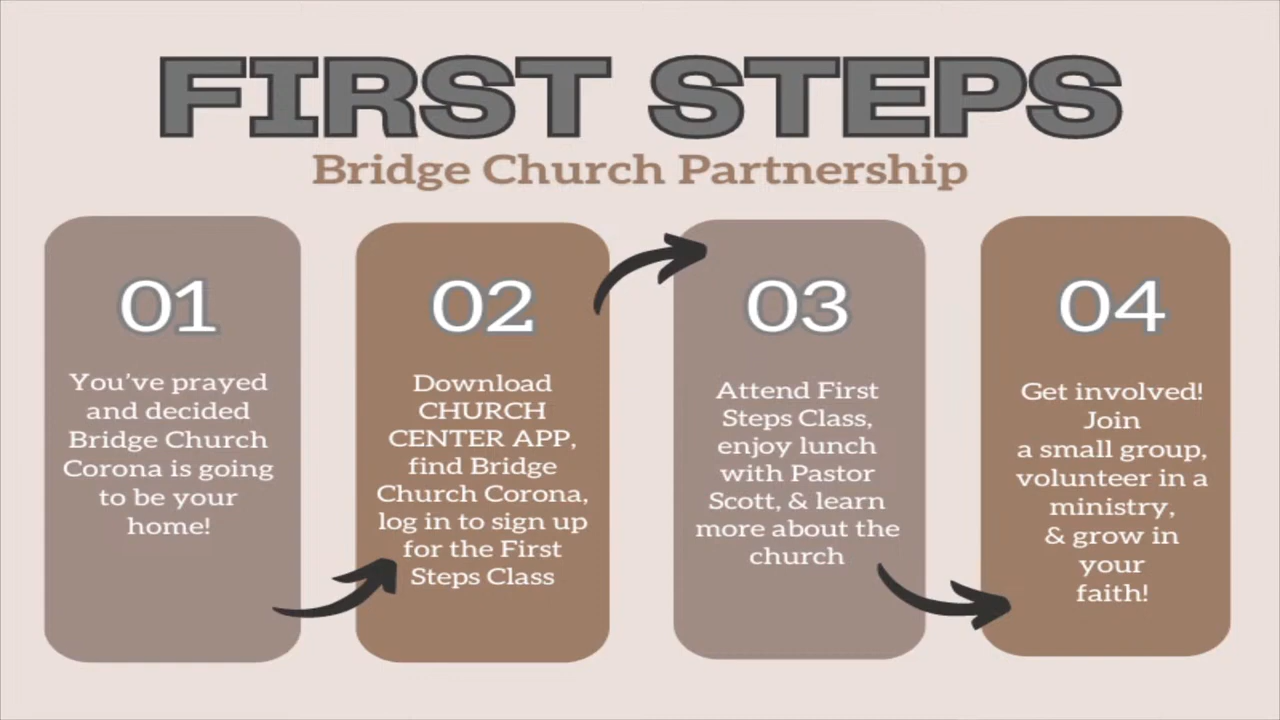 FIRST STEPS
Bridge Church Partnership
01
You've prayed
and decided
Bridge Church
Corona is going
to be your
home!
02
Download
CHURCH
CENTER APP,
find Bridge
Church Corona,
log in to sign up
for the First
Steps Class
03
Attend First
Steps Class,
enjoy lunch
with Pastor
Scott, & learn
more about the
church
04
Get involved!
Join
a small group,
volunteer in a
ministry,
& grow in
your
faith!